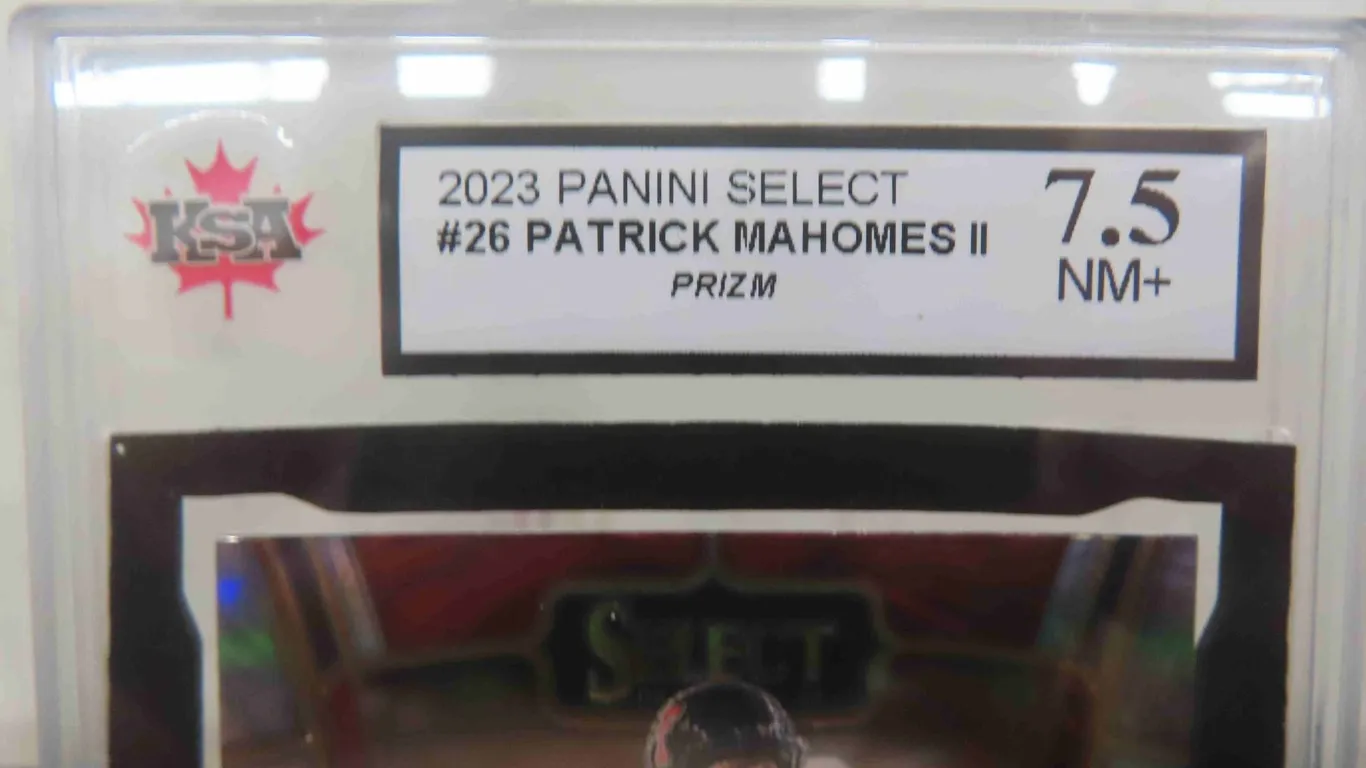 KSA
2023 PANINI SELECT
#26 PATRICK MAHOMES II
PRIZM
7.5
NM+
SELECT